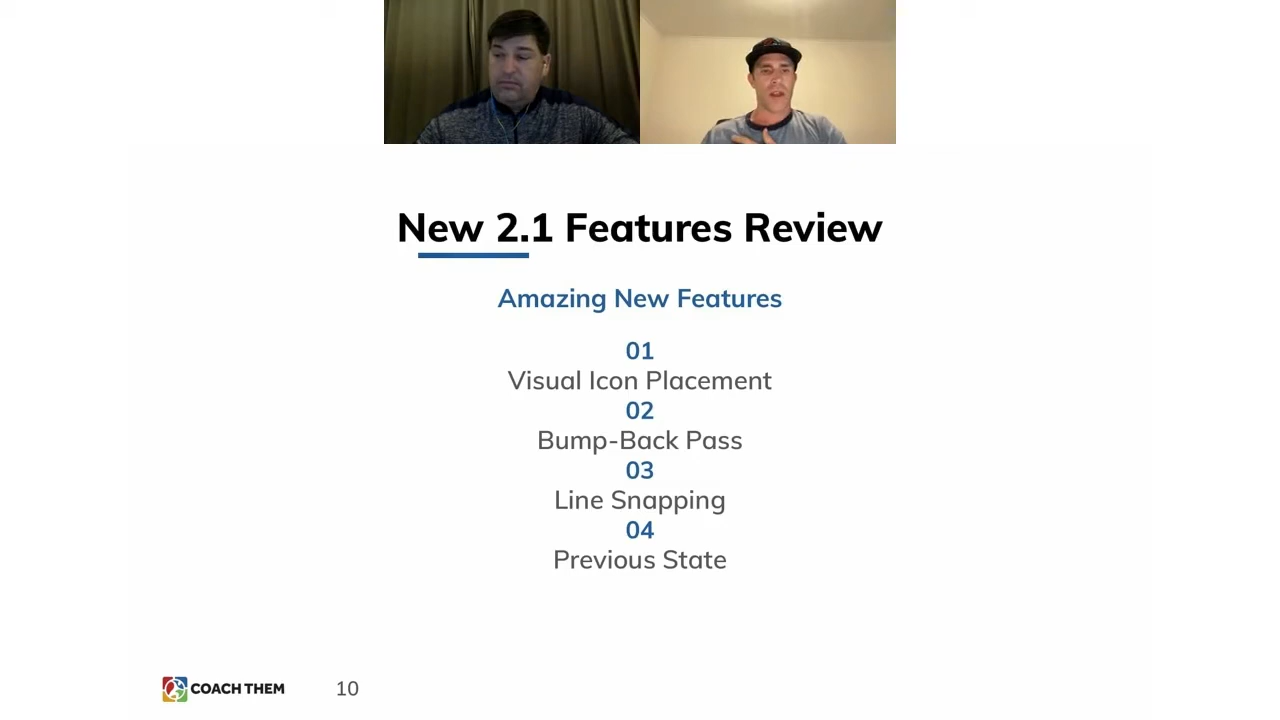 New 2.1 Features Review
Amazing New Features
01
Visual Icon Placement
02
Bump-Back Pass
03
Line Snapping
04
Previous State
COACH THEM
10